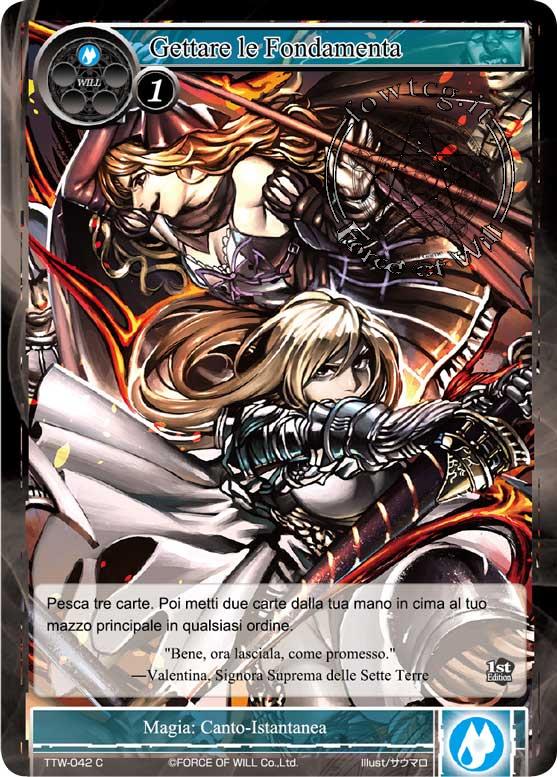 Gettare le Fondamenta
WILL
1
fowtcg.it
Force of Will
Pesca tre carte. Poi metti due carte dalla tua mano in cima al tuo
mazzo principale in qualsiasi ordine.
"Bene, ora lasciala, come promesso."
—Valentina, Signora Suprema delle Sette Terre
1st
Edition
Magia: Canto-Istantanea
TTW-042 C
©FORCE OF WILL Co.,Ltd.
Illust/サウマロ